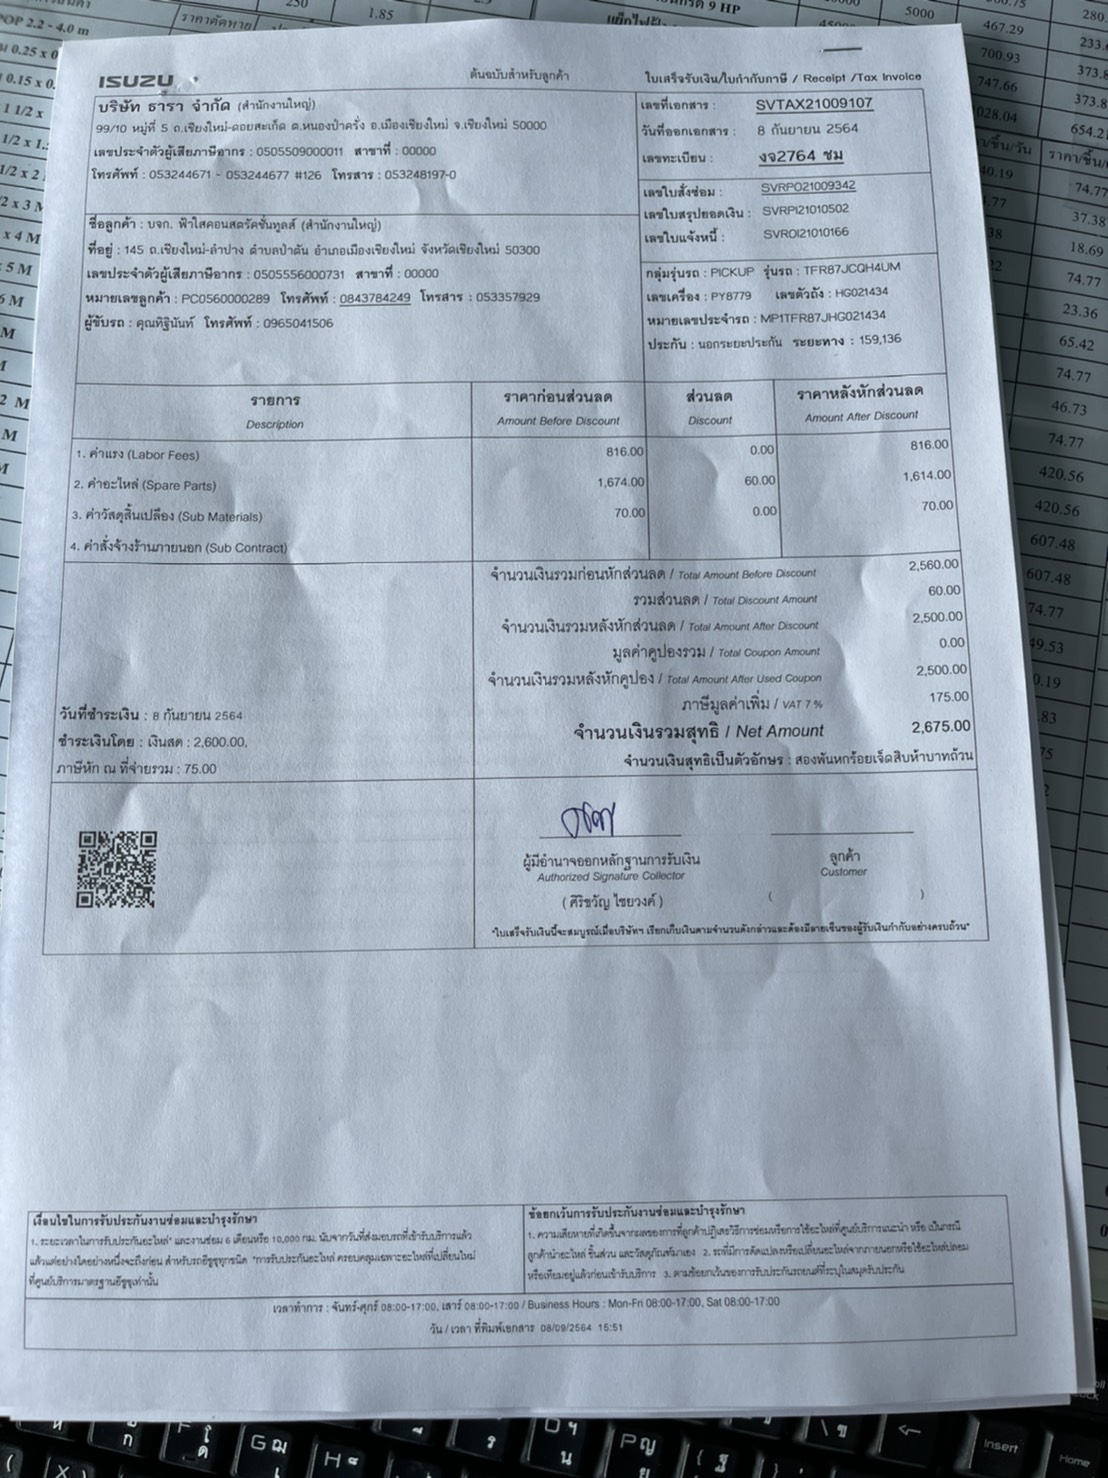 ISUZU
ต้นฉบับสำหรับลูกค้า
ใบเสร็จรับเงิน/ใบกำกับภาษี / Receipt /Tax Invoice
บริษัท ธารา จำกัด (สำนักงานใหญ่)
99/10 หมู่ที่ 5 ถ.เชียงใหม่-ดอยสะเก็ด ต.หนองป่าครั่ง อ.เมืองเชียงใหม่ จ.เชียงใหม่ 50000
เลขประจำตัวผู้เสียภาษีอากร : 0505509000011 สาขาที่ : 00000
โทรศัพท์ : 053244671 - 053244677 #126 โทรสาร : 053248197-0
เลขที่เอกสาร : SVTAX21009107
วันที่ออกเอกสาร : 8 กันยายน 2564
เลขทะเบียน : งจ2764 ชม
เลขใบสั่งซ่อม : SVRPO21009342
เลขใบสรุปยอดเงิน : SVRPI21010502
เลขใบแจ้งหนี้ : SVROI21010166
ชื่อลูกค้า : บจก. ฟ้าใสคอนสตรัคชั่นทูลส์ (สำนักงานใหญ่)
ที่อยู่ : 145 ถ.เชียงใหม่-ลำปาง ตำบลป่าตัน อำเภอเมืองเชียงใหม่ จังหวัดเชียงใหม่ 50300
เลขประจำตัวผู้เสียภาษีอากร : 0505556000731 สาขาที่ : 00000
หมายเลขลูกค้า : PC0560000289 โทรศัพท์ : 0843784249 โทรสาร : 053357929
ผู้ขับรถ : คุณทิฐินันท์ โทรศัพท์ : 0965041506
กลุ่มรุ่นรถ : PICKUP รุ่นรถ : TFR87JCQH4UM
เลขเครื่อง : PY8779 เลขตัวถัง : HG021434
หมายเลขประจำรถ : MP1TFR87JHG021434
ประกัน : นอกระยะประกัน ระยะทาง : 159,136
รายการ ราคาก่อนส่วนลด ส่วนลด ราคาหลังหักส่วนลด
Description Amount Before Discount Discount Amount After Discount
1. ค่าแรง (Labor Fees) 816.00 0.00 816.00
2. ค่าอะไหล่ (Spare Parts) 1,674.00 60.00 1,614.00
3. ค่าวัสดุสิ้นเปลือง (Sub Materials) 70.00 0.00 70.00
4. ค่าสั่งจ้างร้านภายนอก (Sub Contract)
จำนวนเงินรวมก่อนหักส่วนลด / Total Amount Before Discount 2,560.00
รวมส่วนลด / Total Discount Amount 60.00
จำนวนเงินรวมหลังหักส่วนลด / Total Amount After Discount 2,500.00
มูลค่าคูปองรวม / Total Coupon Amount 0.00
จำนวนเงินรวมหลังหักคูปอง / Total Amount After Used Coupon 2,500.00
ภาษีมูลค่าเพิ่ม / VAT 7 % 175.00
จำนวนเงินรวมสุทธิ / Net Amount 2,675.00
จำนวนเงินสุทธิเป็นตัวอักษร : สองพันหกร้อยเจ็ดสิบห้าบาทถ้วน
วันที่ชำระเงิน : 8 กันยายน 2564
ชำระเงินโดย : เงินสด : 2,600.00,
ภาษีหัก ณ ที่จ่ายรวม : 75.00
ผู้มีอำนาจออกหลักฐานการรับเงิน
Authorized Signature Collector
( ศิริขวัญ ไชยวงค์ )
ลูกค้า
Customer
( )
"ใบเสร็จรับเงินนี้จะสมบูรณ์เมื่อบริษัทฯ เรียกเก็บเงินตามจำนวนดังกล่าวและต้องมีลายเซ็นของผู้รับเงินกำกับอย่างครบถ้วน"
เงื่อนไขในการรับประกันงานซ่อมและบำรุงรักษา
1. ระยะเวลาในการรับประกันอะไหล่* และงานซ่อม 6 เดือนหรือ 10,000 กม. นับจากวันที่ส่งมอบรถที่เข้ารับบริการแล้ว
แล้วแต่อย่างใดอย่างหนึ่งจะถึงก่อน สำหรับรถอีซูซุทุกชนิด *การรับประกันอะไหล่ ครอบคลุมเฉพาะอะไหล่ที่เปลี่ยนใหม่
ที่ศูนย์บริการมาตรฐานอีซูซุเท่านั้น
ข้อยกเว้นการรับประกันงานซ่อมและบำรุงรักษา
1. ความเสียหายที่เกิดขึ้นจากผลของการที่ลูกค้าปฏิเสธวิธีการซ่อมหรือการใช้อะไหล่ที่ศูนย์บริการแนะนำ หรือ เป็นกรณี
ลูกค้านำอะไหล่ ชิ้นส่วน และวัสดุภัณฑ์มาเอง 2. รถที่มีการดัดแปลงหรือเปลี่ยนอะไหล่จากภายนอกหรือใช้อะไหล่ปลอม
หรือเทียมอยู่แล้วก่อนเข้ารับบริการ 3. ตามข้อยกเว้นของการรับประกันรถยนต์ที่ระบุในสมุดรับประกัน
เวลาทำการ : จันทร์-ศุกร์ 08:00-17:00, เสาร์ 08:00-17:00 / Business Hours : Mon-Fri 08:00-17:00, Sat 08:00-17:00
วัน / เวลา ที่พิมพ์เอกสาร 08/09/2564 15:51